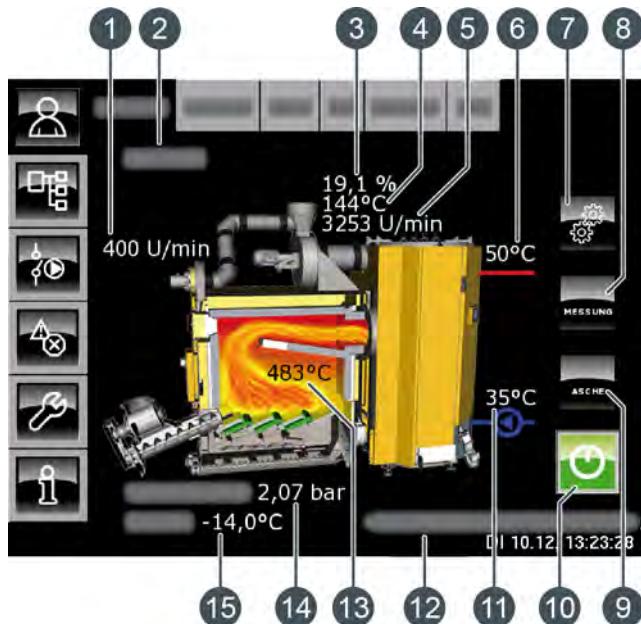 1 2 3 4 5 6 7 8
19,1 %
144°C
3253 U/min
400 U/min
50°C
MESSUNG
483°C
35°C
ASCHE
2,07 bar
-14,0°C
DI 10.12. 13:23:28
15 14 13 12 11 10 9